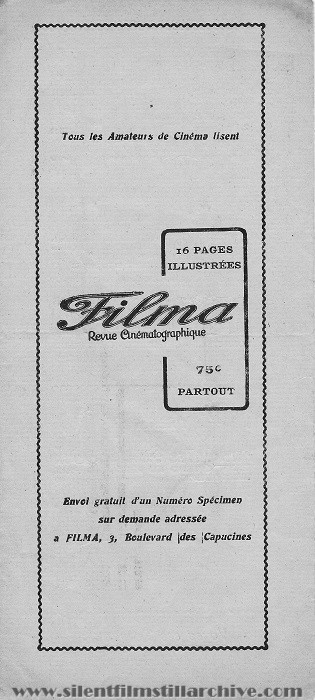 Tous les Amateurs de Cinéma lisent
16 PAGES
ILLUSTRÉES
Filma
Revue Cinématographique
75c
PARTOUT
Envoi gratuit d'un Numéro Spécimen
sur demande adressée
a FILMA, 3, Boulevard des Capucines
www.silentfilmstillarchive.com